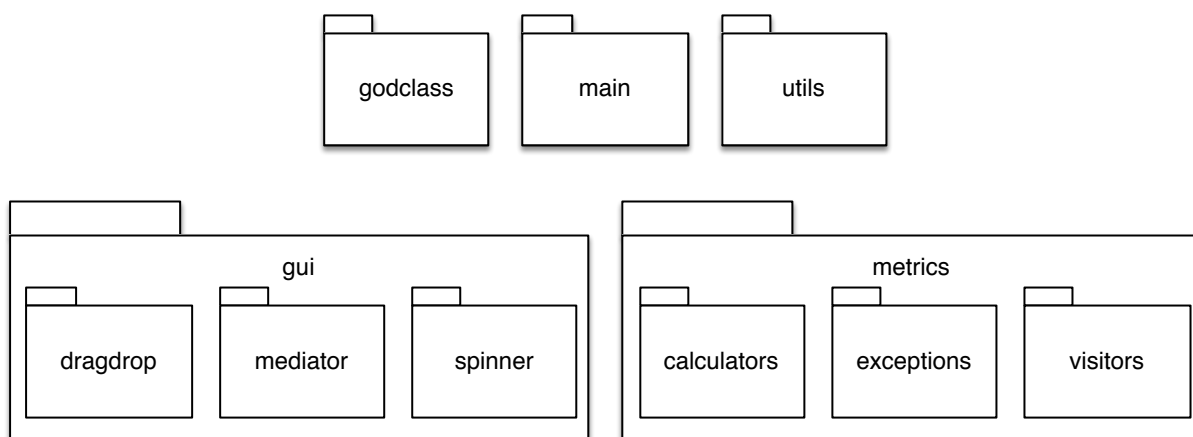 godclass
main
utils
gui
metrics
dragdrop
mediator
spinner
calculators
exceptions
visitors